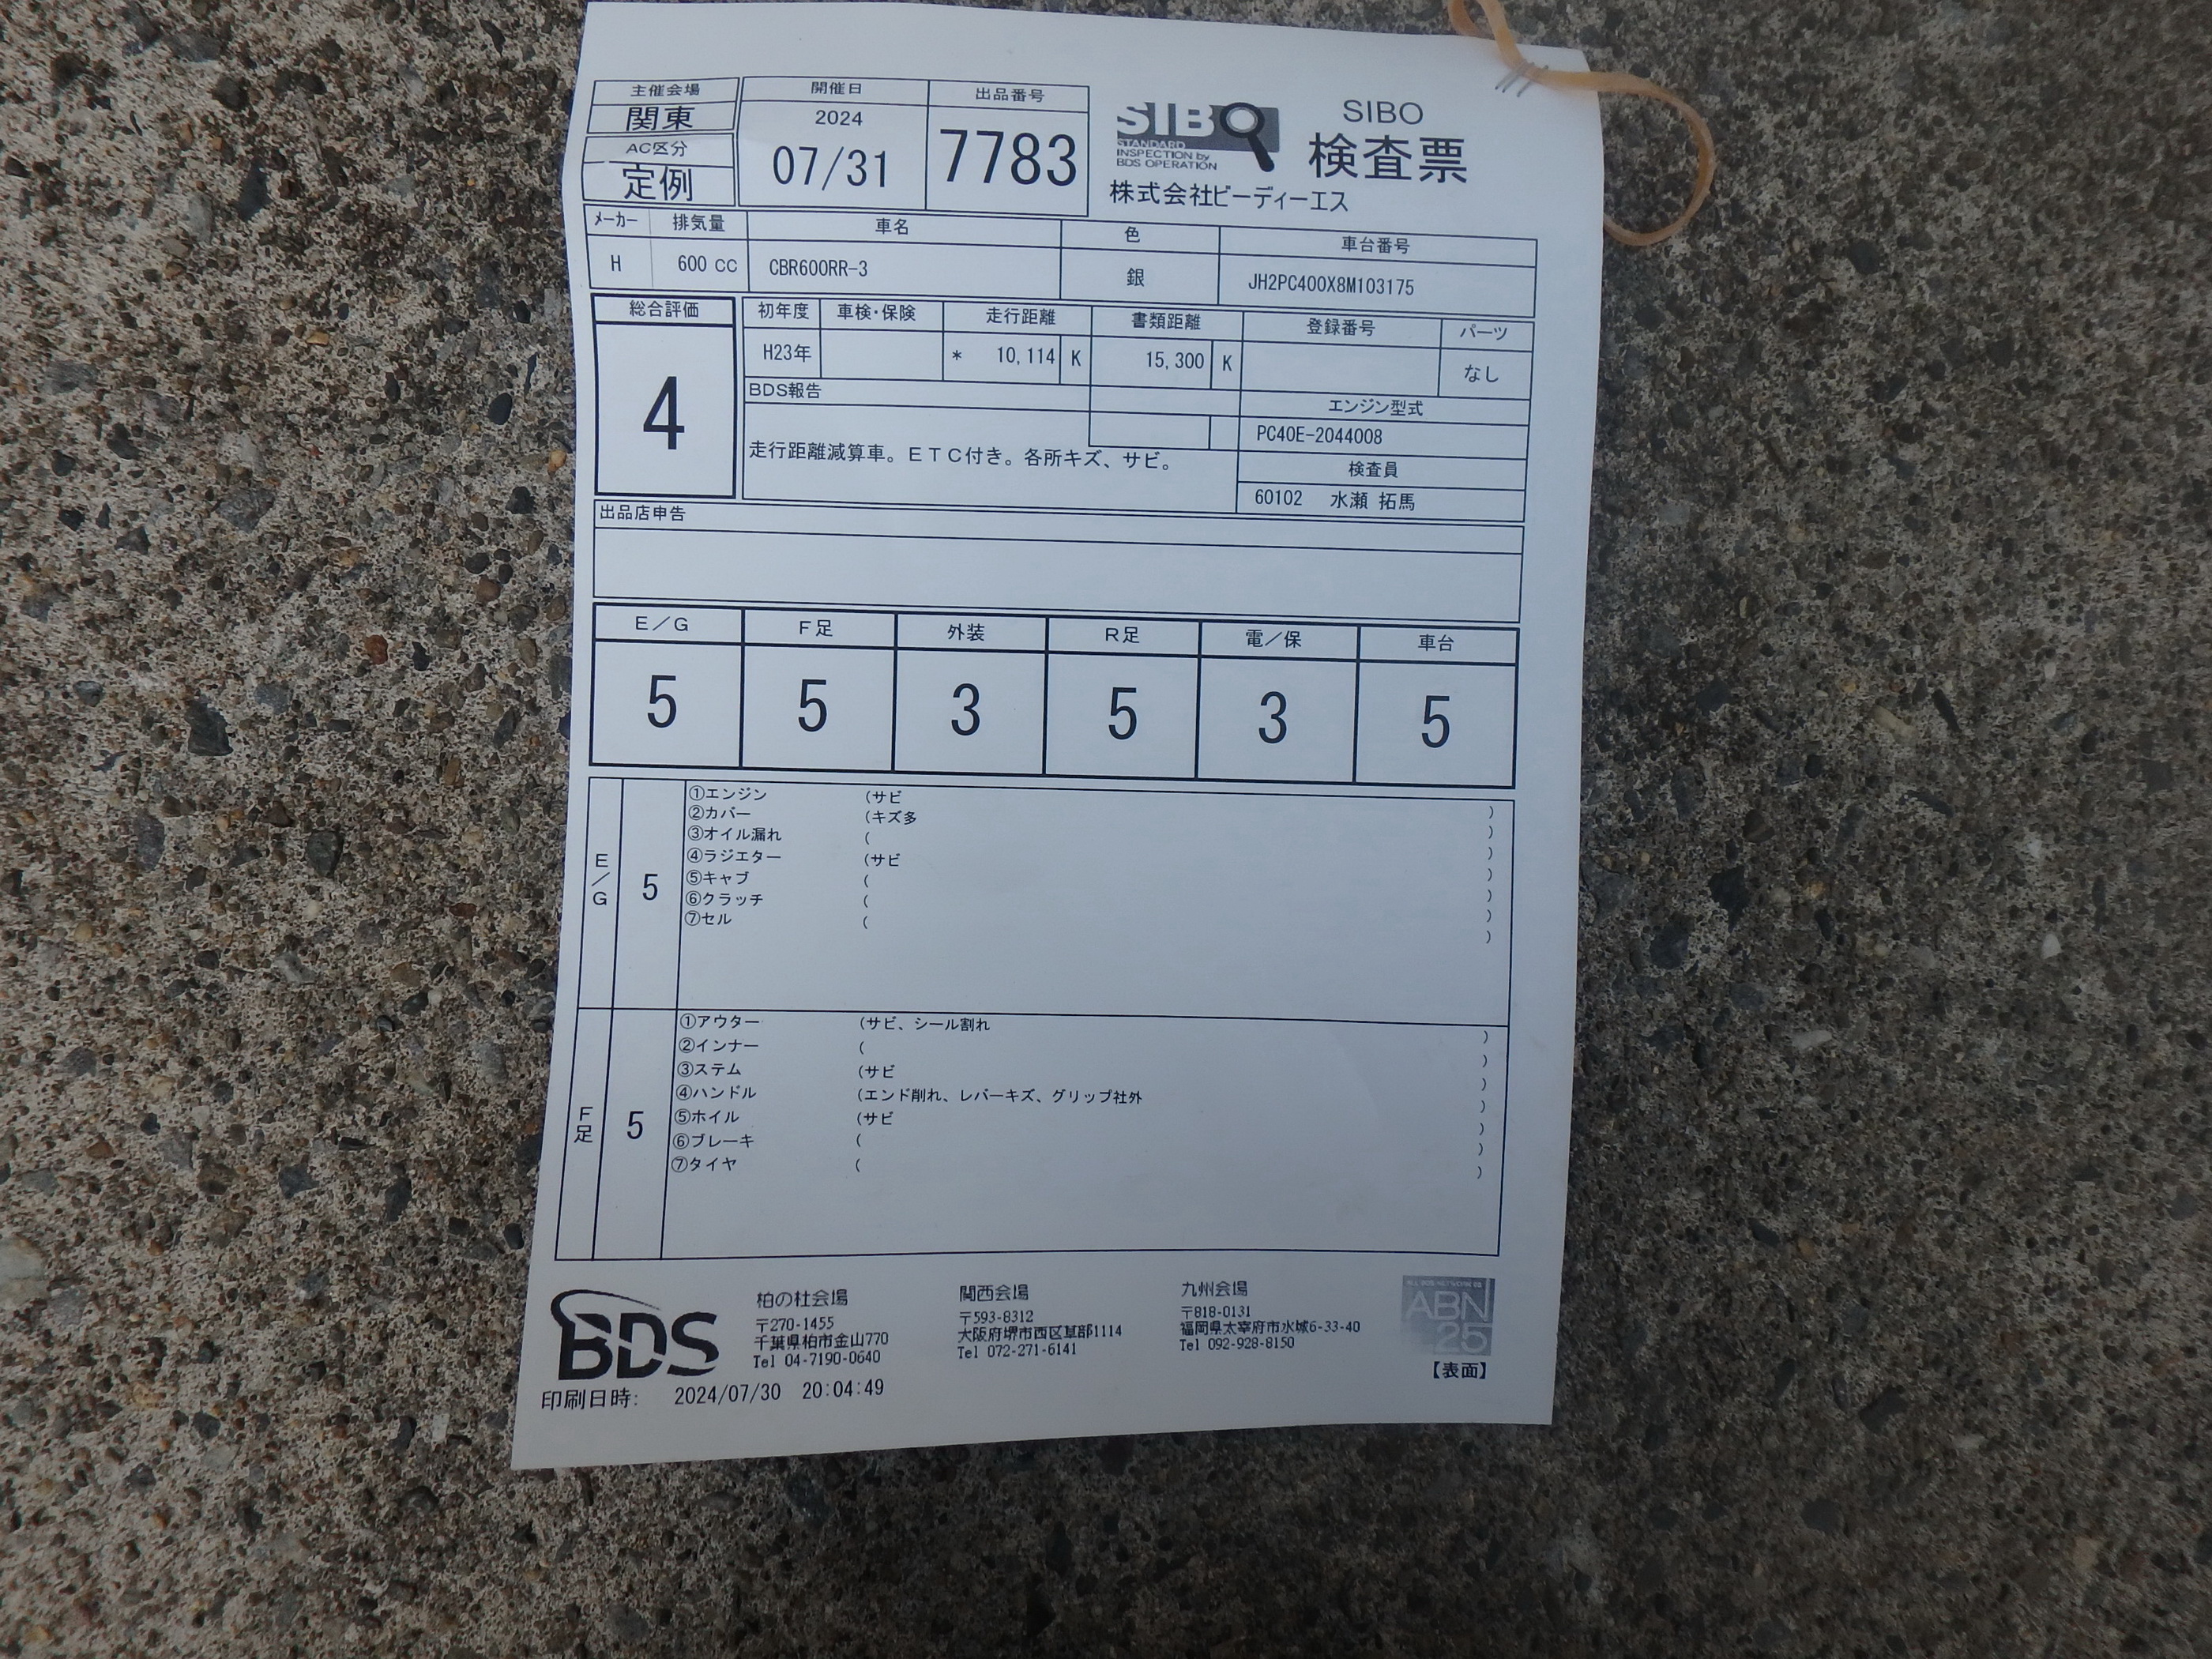 主催会場
関東
AC区分
定例
開催日
2024
07/31
出品番号
7783
SIBO
STANDARD
INSPECTION by
BDS OPERATION
SIBO
検査票
株式会社ビーディーエス
ﾒｰｶｰ 排気量 車名 色 車台番号
H 600 CC CBR600RR-3 銀 JH2PC400X8M103175
総合評価
4
初年度 車検・保険 走行距離 書類距離 登録番号 パーツ
H23年 * 10,114 K 15,300 K なし
BDS報告
走行距離減算車。ETC付き。各所キズ、サビ。
エンジン型式
PC40E-2044008
検査員
60102 水瀬 拓馬
出品店申告
E/G F足 外装 R足 電/保 車台
5 5 3 5 3 5
E/G
5
①エンジン (サビ )
②カバー (キズ多 )
③オイル漏れ ( )
④ラジエター (サビ )
⑤キャブ ( )
⑥クラッチ ( )
⑦セル ( )
F足
5
①アウター (サビ、シール割れ )
②インナー ( )
③ステム (サビ )
④ハンドル (エンド削れ、レバーキズ、グリップ社外 )
⑤ホイル (サビ )
⑥ブレーキ ( )
⑦タイヤ ( )
BDS
柏の杜会場
〒270-1455
千葉県柏市金山770
Tel 04-7190-0640
関西会場
〒593-8312
大阪府堺市西区草部1114
Tel 072-271-6141
九州会場
〒818-0131
福岡県太宰府市水城6-33-40
Tel 092-928-8150
ABN
25
【表面】
印刷日時: 2024/07/30 20:04:49